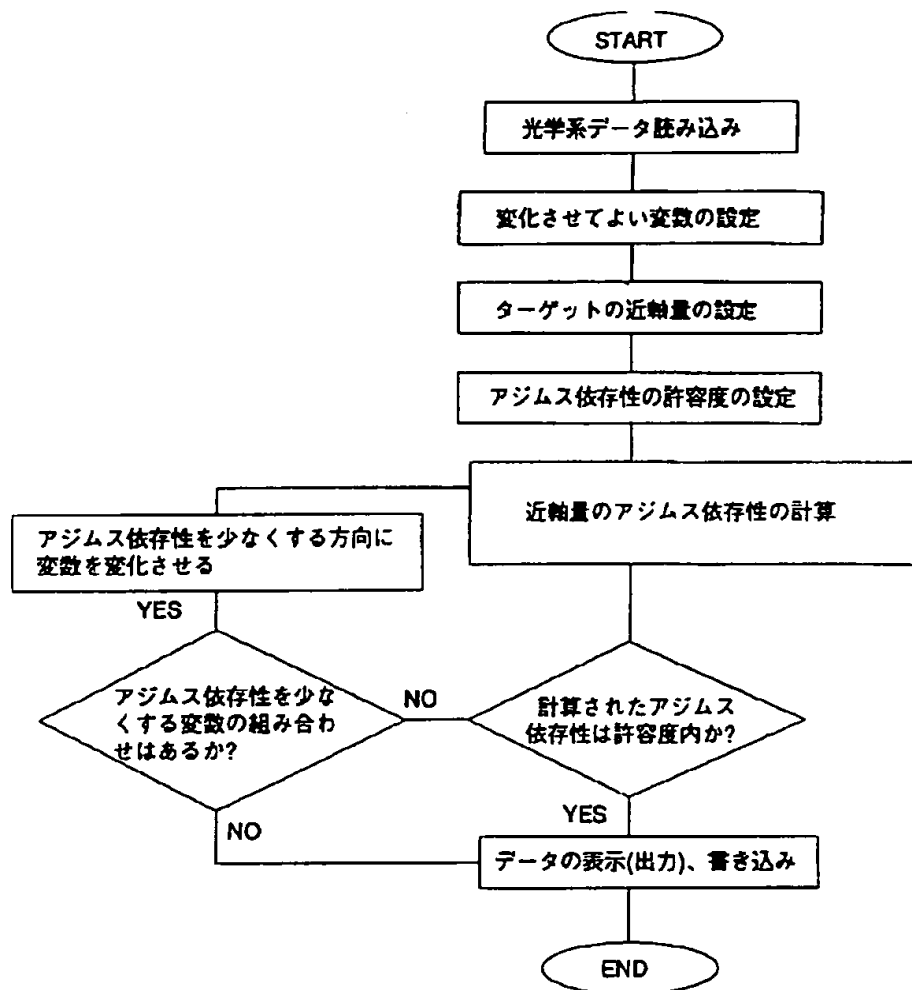 START
光学系データ読み込み
変化させてよい変数の設定
ターゲットの近軸量の設定
アジムス依存性の許容度の設定
近軸量のアジムス依存性の計算
アジムス依存性を少なくする方向に
変数を変化させる
YES
アジムス依存性を少な
くする変数の組み合わ
せはあるか?
NO
計算されたアジムス
依存性は許容度内か?
YES
NO
データの表示(出力)、書き込み
END